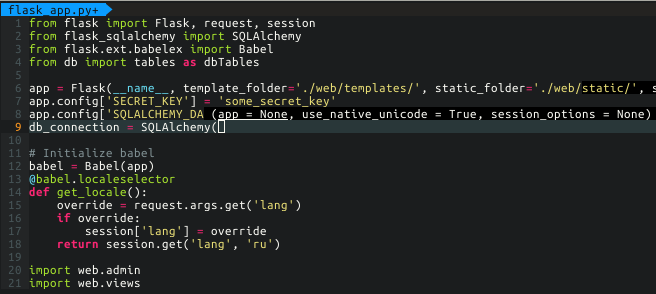 flask_app.py+
1 from flask import Flask, request, session
2 from flask_sqlalchemy import SQLAlchemy
3 from flask.ext.babelex import Babel
4 from db import tables as dbTables
5
6 app = Flask(__name__, template_folder='./web/templates/', static_folder='./web/static/', s
7 app.config['SECRET_KEY'] = 'some_secret_key'
8 app.config['SQLALCHEMY_DA (app = None, use_native_unicode = True, session_options = None)
9 db_connection = SQLAlchemy(
10
11 # Initialize babel
12 babel = Babel(app)
13 @babel.localeselector
14 def get_locale():
15     override = request.args.get('lang')
16     if override:
17         session['lang'] = override
18     return session.get('lang', 'ru')
19
20 import web.admin
21 import web.views